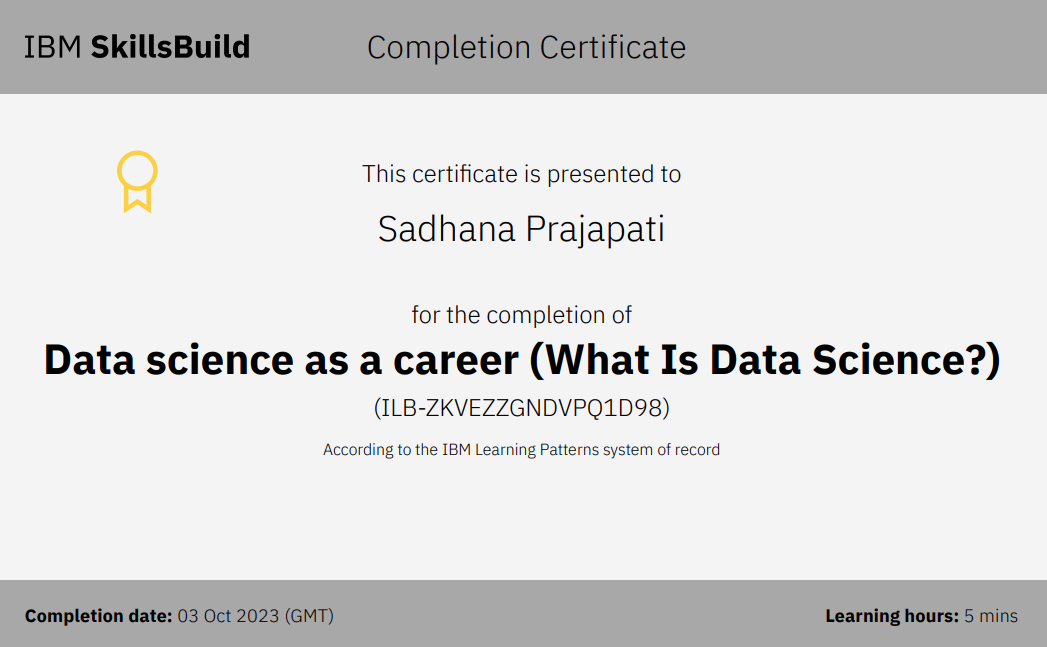 IBM SkillsBuild
Completion Certificate
This certificate is presented to
Sadhana Prajapati
for the completion of
Data science as a career (What Is Data Science?)
(ILB-ZKVEZZGNDVPQ1D98)
According to the IBM Learning Patterns system of record
Completion date: 03 Oct 2023 (GMT)
Learning hours: 5 mins